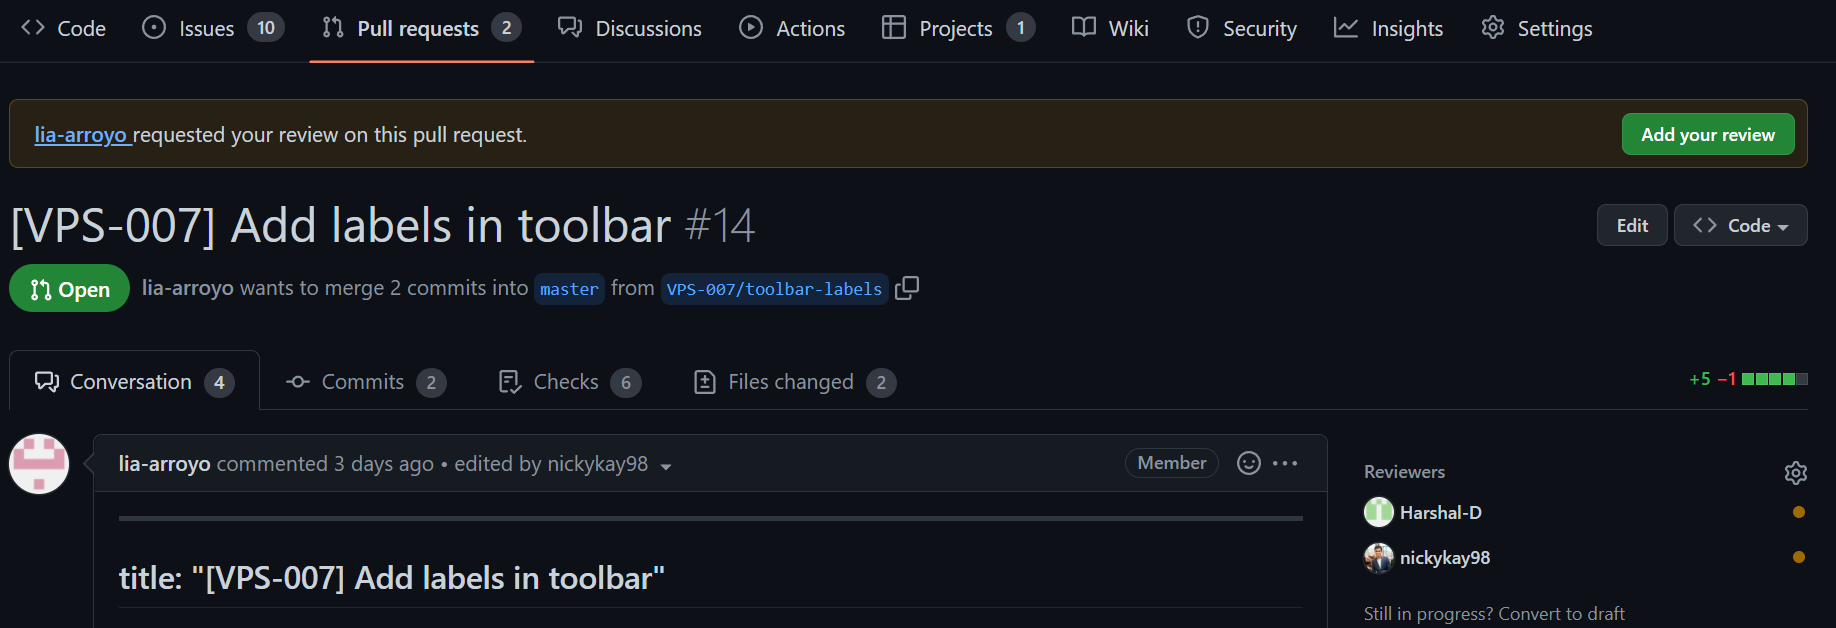 Code Issues 10 Pull requests 2 Discussions Actions Projects 1 Wiki Security Insights Settings
lia-arroyo requested your review on this pull request. Add your review
[VPS-007] Add labels in toolbar #14 Edit Code
Open lia-arroyo wants to merge 2 commits into master from VPS-007/toolbar-labels
Conversation 4 Commits 2 Checks 6 Files changed 2 +5 −1
lia-arroyo commented 3 days ago • edited by nickykay98 Member
title: "[VPS-007] Add labels in toolbar"
Reviewers
Harshal-D
nickykay98
Still in progress? Convert to draft